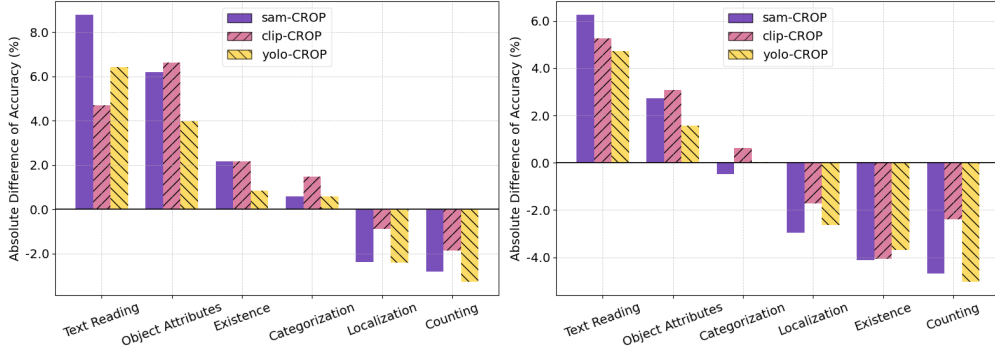 Absolute Difference of Accuracy (%)
8.0
6.0
4.0
2.0
0.0
-2.0
sam-CROP
clip-CROP
yolo-CROP
Text Reading
Object Attributes
Existence
Categorization
Localization
Counting
Absolute Difference of Accuracy (%)
6.0
4.0
2.0
0.0
-2.0
-4.0
sam-CROP
clip-CROP
yolo-CROP
Text Reading
Object Attributes
Categorization
Localization
Existence
Counting